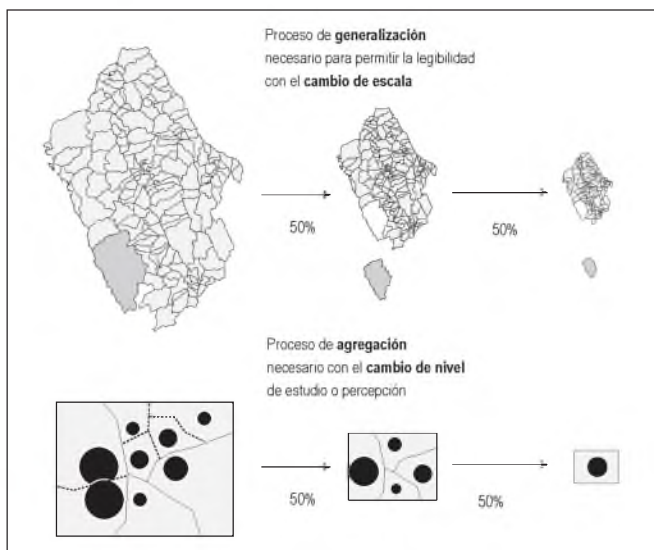 Proceso de generalización
necesario para permitir la legibilidad
con el cambio de escala
50%
50%
Proceso de agregación
necesario con el cambio de nivel
de estudio o percepción
50%
50%